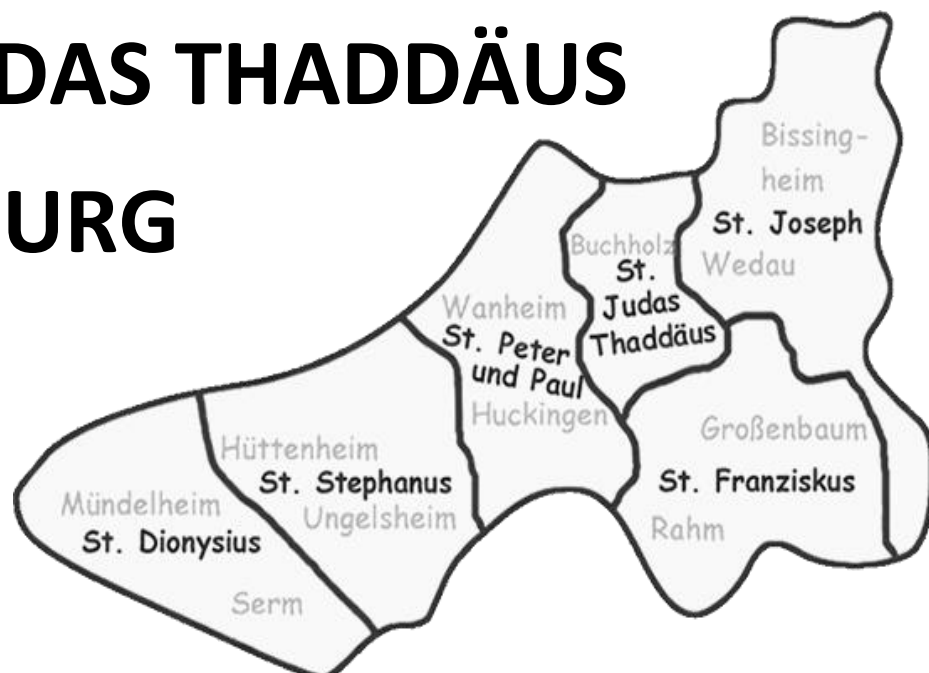 DAS THADDÄUS
URG
Bissing-
heim
St. Joseph
Wedau
Buchholz
St.
Judas
Thaddäus
Wanheim
St. Peter
und Paul
Huckingen
Großenbaum
St. Franziskus
Rahm
Hüttenheim
St. Stephanus
Ungelsheim
Mündelheim
St. Dionysius
Serm